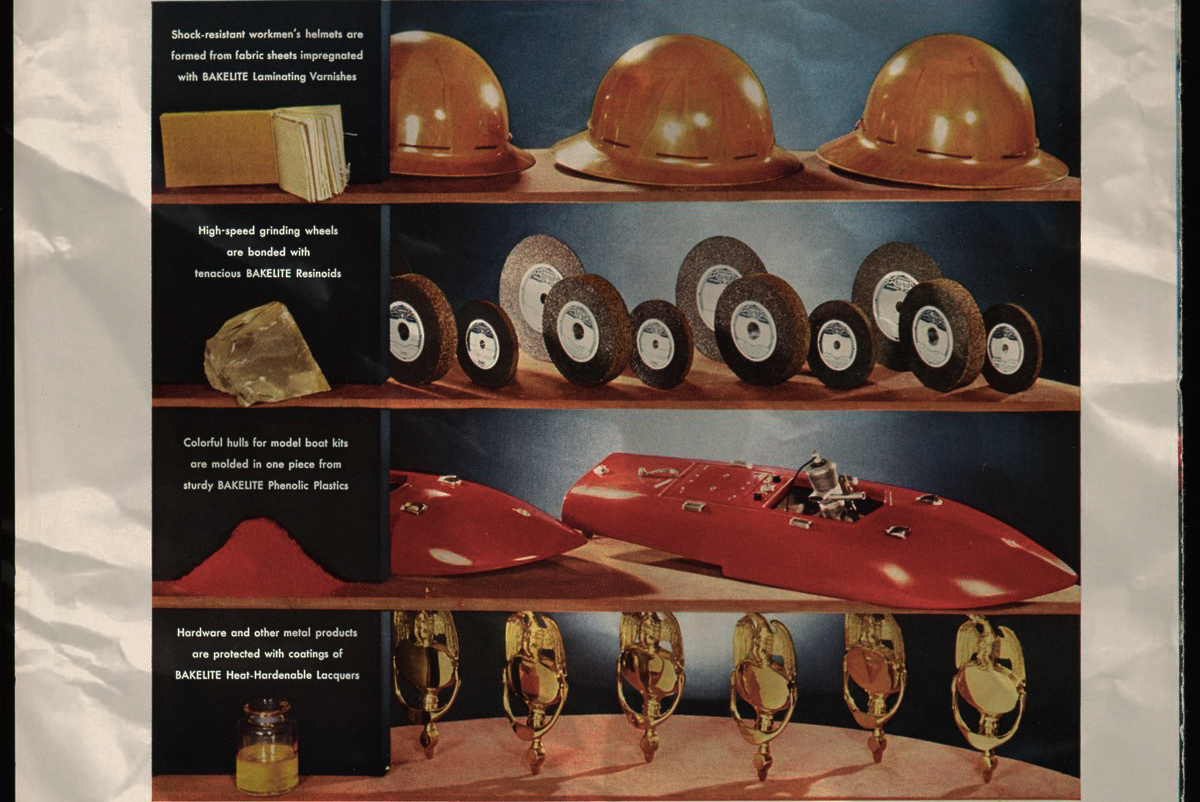 Shock-resistant workmen's helmets are
formed from fabric sheets impregnated
with BAKELITE Laminating Varnishes
High-speed grinding wheels
are bonded with
tenacious BAKELITE Resinoids
Colorful hulls for model boat kits
are molded in one piece from
sturdy BAKELITE Phenolic Plastics
Hardware and other metal products
are protected with coatings of
BAKELITE Heat-Hardenable Lacquers